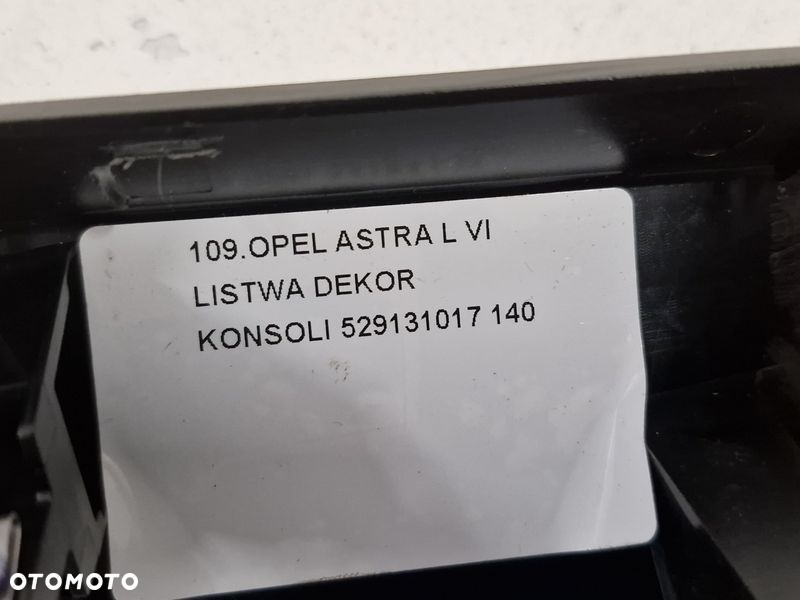 109.OPEL ASTRA L VI
LISTWA DEKOR
KONSOLI 529131017 140
OTOMOTO